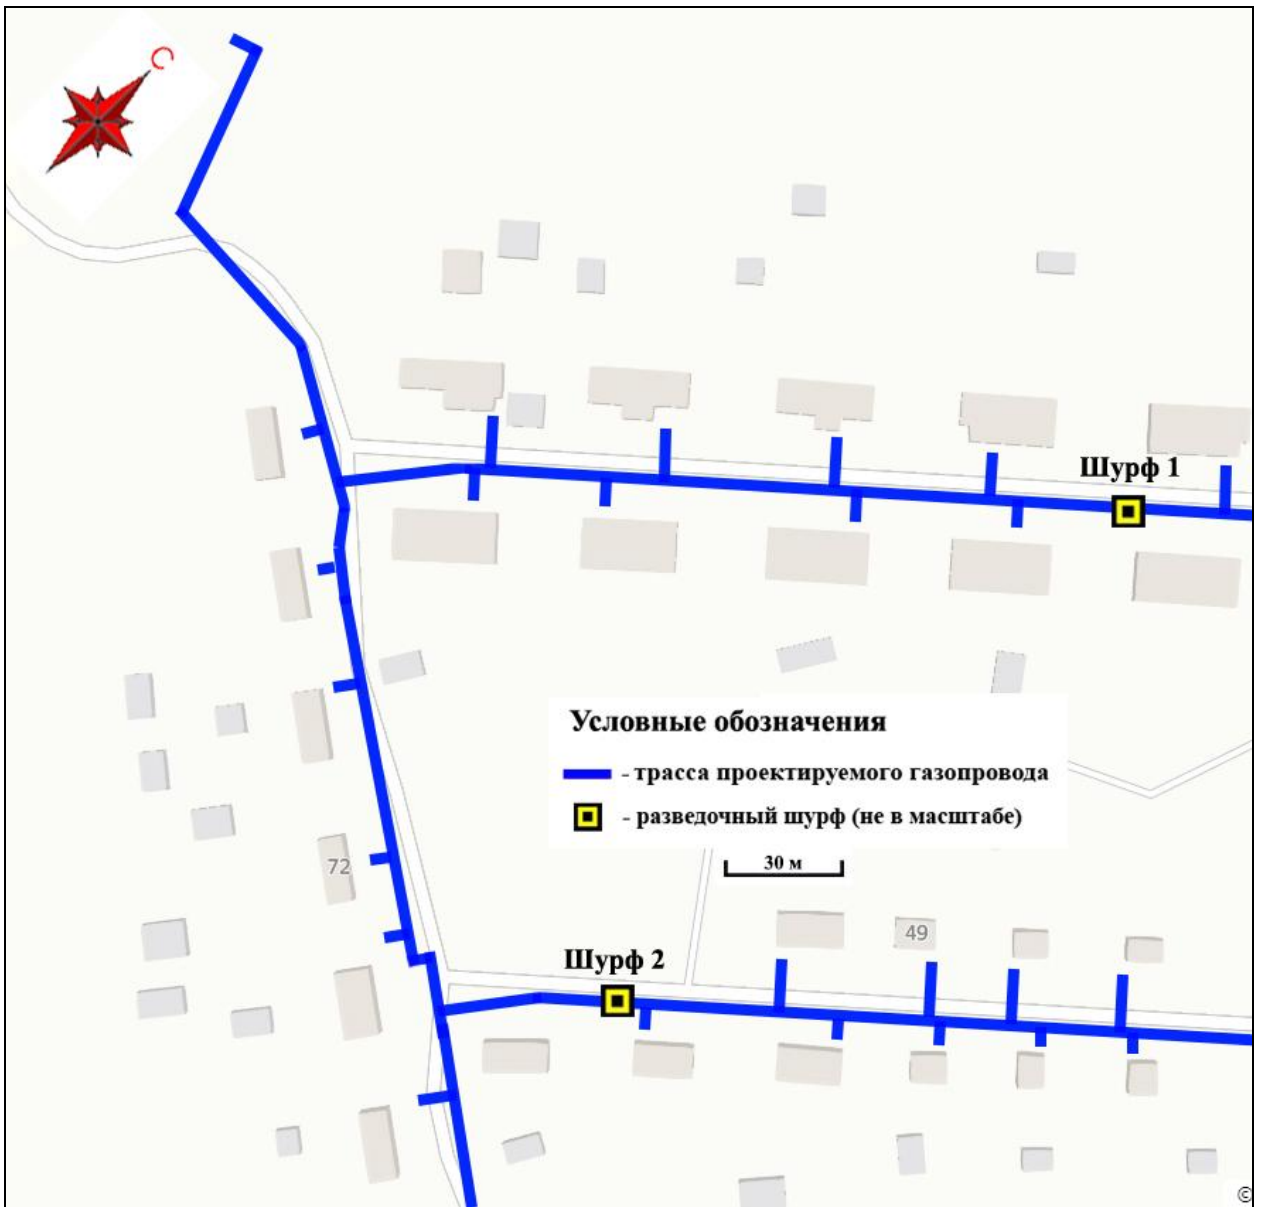 С
Шурф 1
Условные обозначения
- трасса проектируемого газопровода
- разведочный шурф (не в масштабе)
30 м
72
49
Шурф 2
©